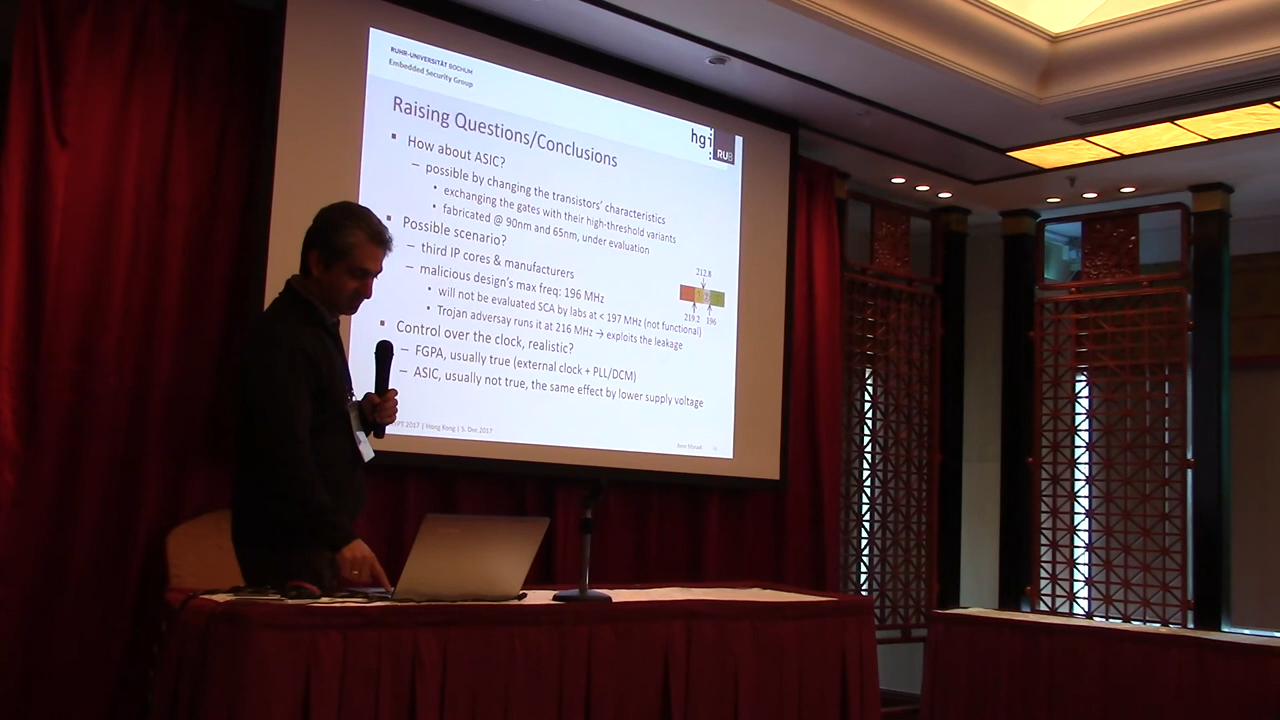 RUHR-UNIVERSITÄT BOCHUM
Embedded Security Group
hgi
RUB
Raising Questions/Conclusions
▪ How about ASIC?
– possible by changing the transistors' characteristics
• exchanging the gates with their high-threshold variants
• fabricated @ 90nm and 65nm, under evaluation
▪ Possible scenario?
– third IP cores & manufacturers
– malicious design's max freq: 196 MHz
• will not be evaluated SCA by labs at < 197 MHz (not functional)
• Trojan adversay runs it at 216 MHz → exploits the leakage
212.8
219.2 196
▪ Control over the clock, realistic?
– FGPA, usually true (external clock + PLL/DCM)
– ASIC, usually not true, the same effect by lower supply voltage
2017 | Hong Kong | 5. Dec 2017
Amir Moradi